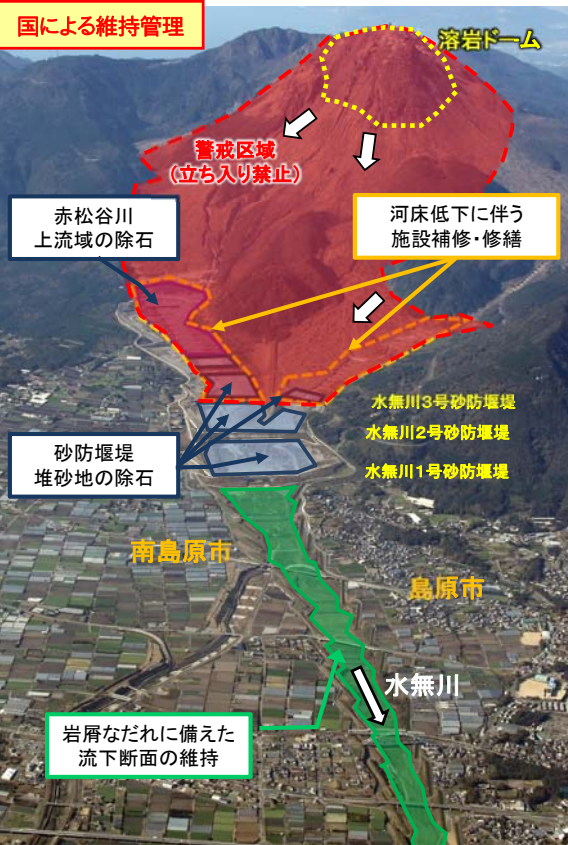 国による維持管理
溶岩ドーム
警戒区域
(立ち入り禁止)
赤松谷川
上流域の除石
河床低下に伴う
施設補修・修繕
水無川3号砂防堰堤
水無川2号砂防堰堤
水無川1号砂防堰堤
砂防堰堤
堆砂地の除石
南島原市
島原市
水無川
岩屑なだれに備えた
流下断面の維持